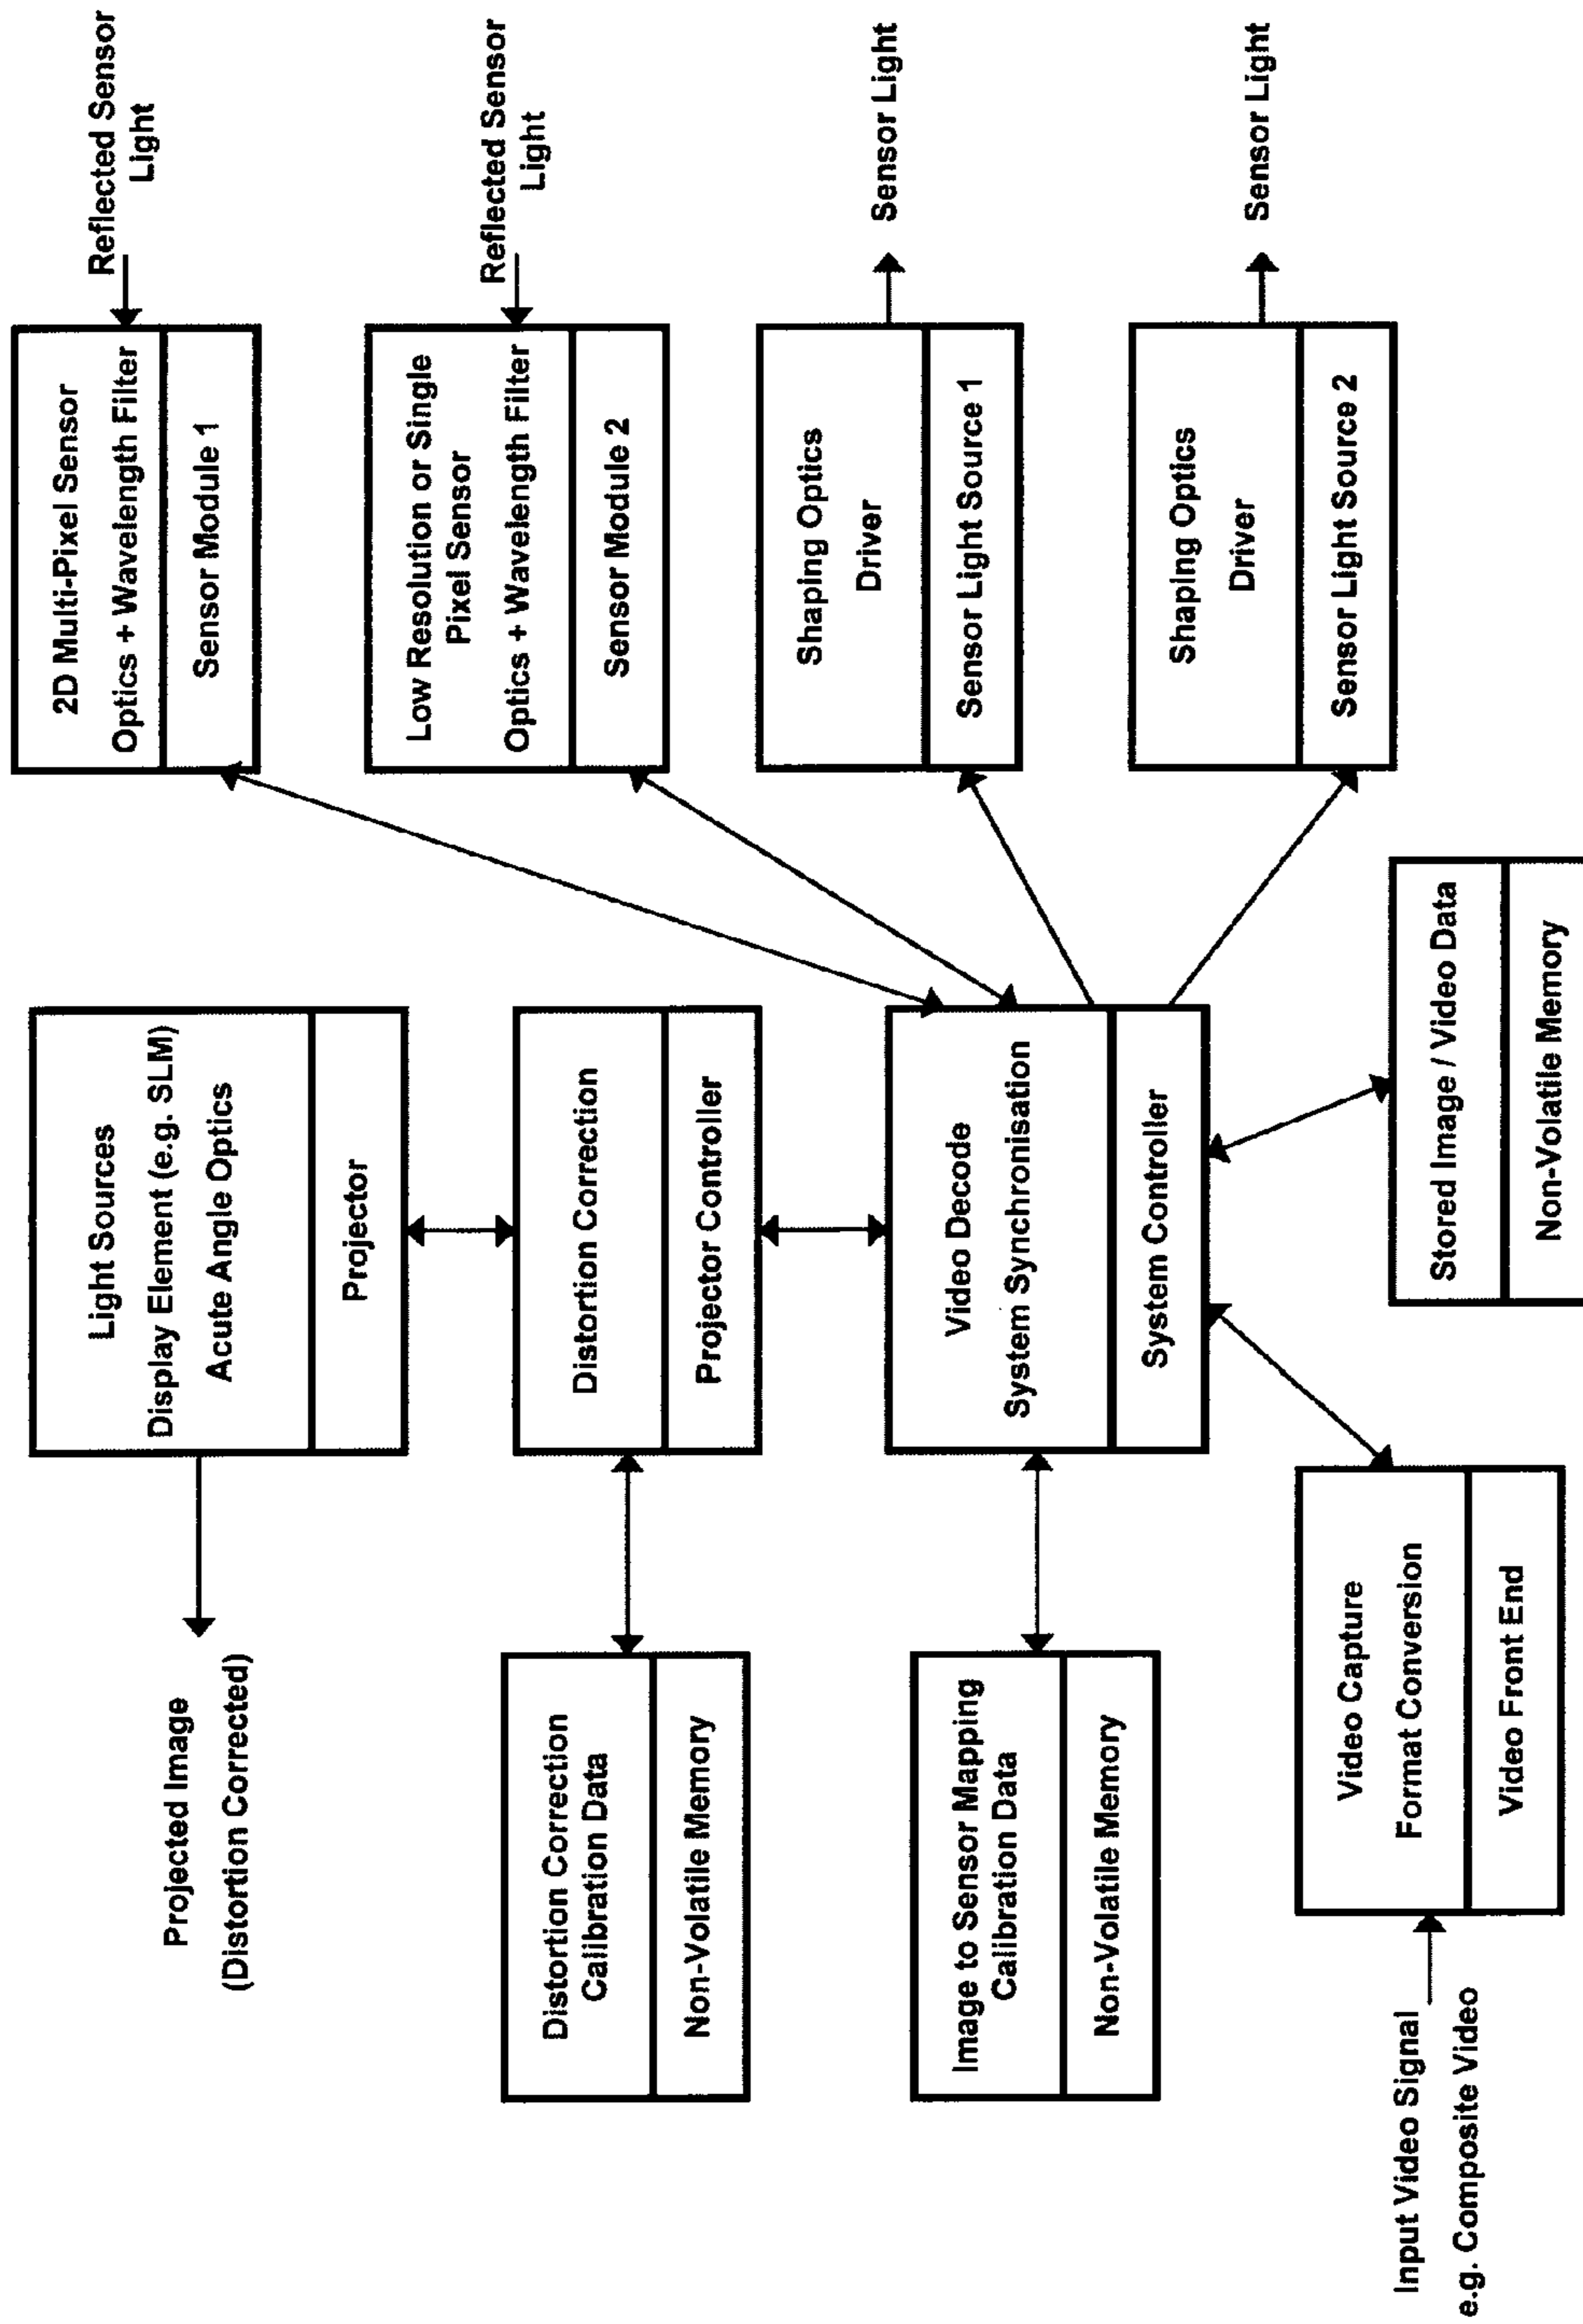 Projected Image
(Distortion Corrected)
Light Sources
Display Element (e.g. SLM)
Acute Angle Optics
Projector
2D Multi-Pixel Sensor
Optics + Wavelength Filter
Sensor Module 1
Reflected Sensor
Light
Distortion Correction
Calibration Data
Non-Volatile Memory
Distortion Correction
Projector Controller
Low Resolution or Single
Pixel Sensor
Optics + Wavelength Filter
Sensor Module 2
Reflected Sensor
Light
Image to Sensor Mapping
Calibration Data
Non-Volatile Memory
Video Decode
System Synchronisation
System Controller
Shaping Optics
Driver
Sensor Light Source 1
Sensor Light
Shaping Optics
Driver
Sensor Light Source 2
Sensor Light
Input Video Signal
e.g. Composite Video
Video Capture
Format Conversion
Video Front End
Stored Image / Video Data
Non-Volatile Memory